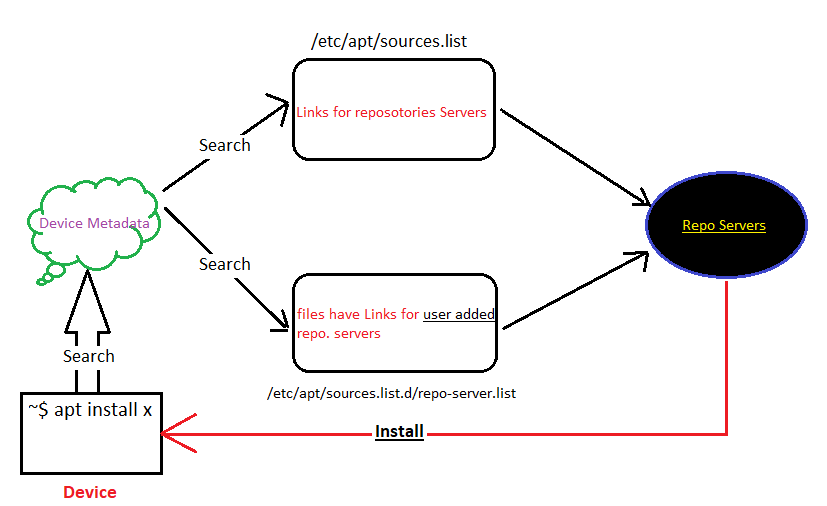 /etc/apt/sources.list
Links for reposotories Servers
Search
Device Metadata
Repo Servers
Search
files have Links for user added
repo. servers
Search
/etc/apt/sources.list.d/repo-server.list
~$ apt install x
Install
Device